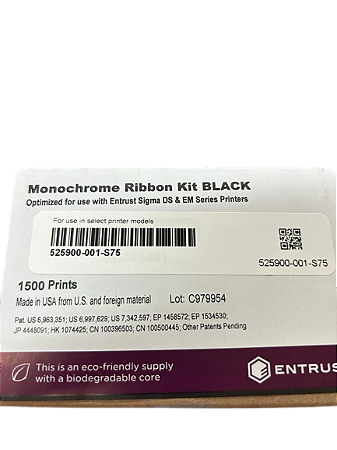 Monochrome Ribbon Kit BLACK
Optimized for use with Entrust Sigma DS & EM Series Printers
For use in select printer models
525900-001-S75
525900-001-S75
1500 Prints
Made in USA from U.S. and foreign material
Lot: C979954
Pat. US 6,963,351; US 6,997,629; US 7,342,597; EP 1458572; EP 1534530;
JP 4448091; HK 1074425; CN 100396503; CN 100500445; Other Patents Pending
This is an eco-friendly supply
with a biodegradable core
ENTRUS